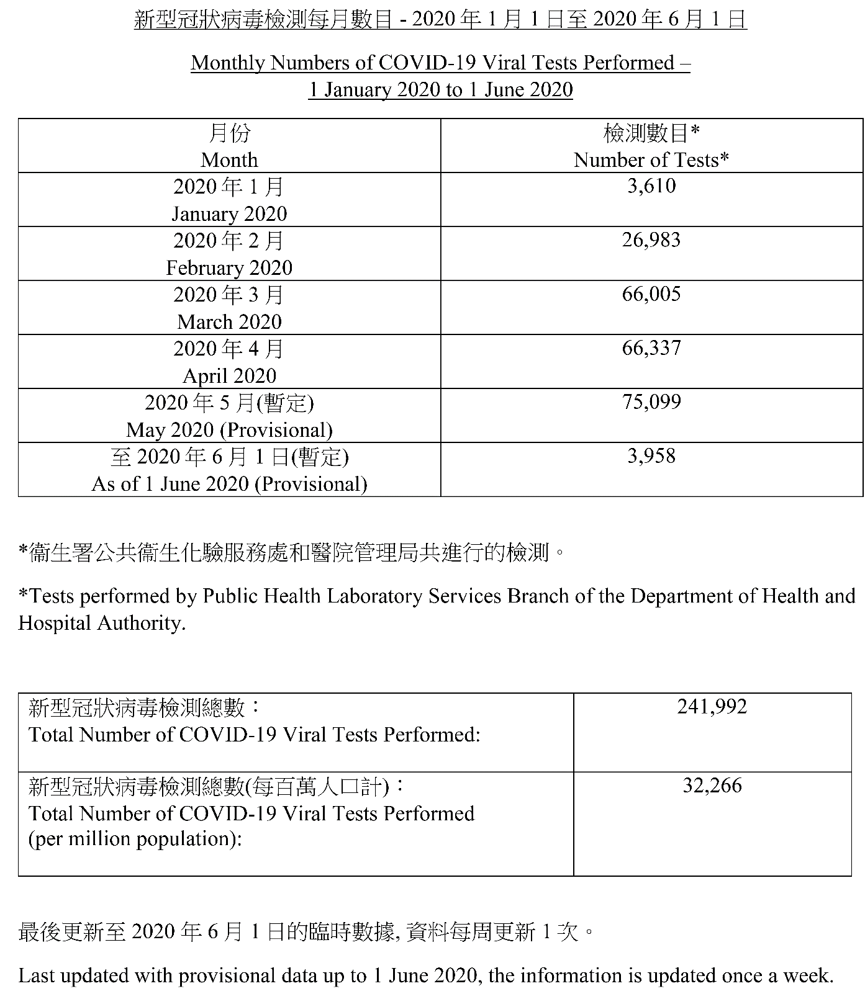 新型冠狀病毒檢測每月數目 - 2020 年 1 月 1 日至 2020 年 6 月 1 日
Monthly Numbers of COVID-19 Viral Tests Performed –
1 January 2020 to 1 June 2020
月份
Month
檢測數目*
Number of Tests*
2020 年 1 月
January 2020
3,610
2020 年 2 月
February 2020
26,983
2020 年 3 月
March 2020
66,005
2020 年 4 月
April 2020
66,337
2020 年 5 月(暫定)
May 2020 (Provisional)
75,099
至 2020 年 6 月 1 日(暫定)
As of 1 June 2020 (Provisional)
3,958
*衞生署公共衞生化驗服務處和醫院管理局共進行的檢測。
*Tests performed by Public Health Laboratory Services Branch of the Department of Health and
Hospital Authority.
新型冠狀病毒檢測總數：
Total Number of COVID-19 Viral Tests Performed:
241,992
新型冠狀病毒檢測總數(每百萬人口計)：
Total Number of COVID-19 Viral Tests Performed
(per million population):
32,266
最後更新至 2020 年 6 月 1 日的臨時數據, 資料每周更新 1 次。
Last updated with provisional data up to 1 June 2020, the information is updated once a week.